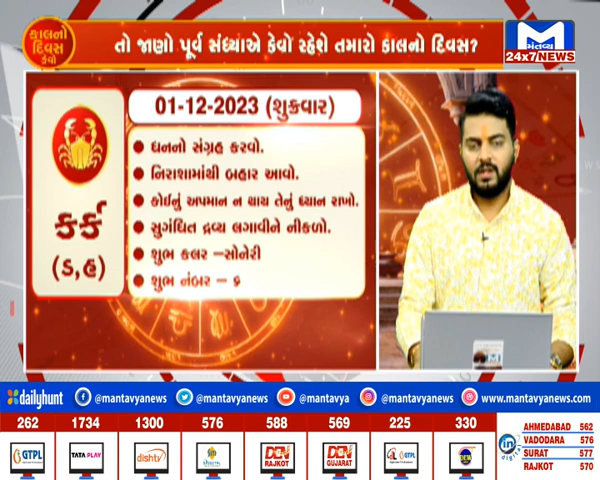 કાલનો
દિવસ
કેવો
તો જાણો પૂર્વ સંધ્યાએ કેવો રહેશે તમારો કાલનો દિવસ?
મંતવ્ય
24x7NEWS
01-12-2023 (શુક્રવાર)
ધનનો સંગ્રહ કરવો.
નિરાશામાંથી બહાર આવો.
કોઈનું અપમાન ન થાય તેનું ધ્યાન રાખો.
સુગંધિત દ્રવ્ય લગાવીને નીકળો.
શુભ કલર –સોનેરી
શુભ નંબર – ૬
કર્ક
(ડ,હ)
dailyhunt @mantavyanews @mantavyanews @mantavya @mantavyanews @mantavyanews www.mantavyanews.com
262 1734 1300 576 588 569 225 330
GTPL TATA PLAY dishtv DEN RAJKOT DEN GUJARAT GTPL
in digital
AHMEDABAD 562
VADODARA 576
SURAT 577
RAJKOT 570